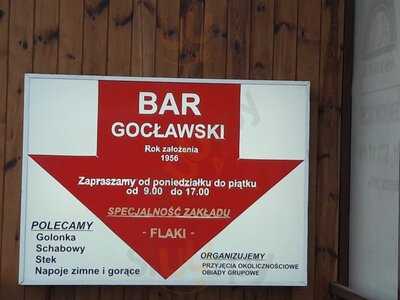 BAR
GOCŁAWSKI
Rok założenia
1956
Zapraszamy od poniedziałku do piątku
od 9.00 do 17.00
SPECJALNOŚĆ ZAKŁADU
- FLAKI -
POLECAMY
Golonka
Schabowy
Stek
Napoje zimne i gorące
ORGANIZUJEMY
PRZYJĘCIA OKOLICZNOŚCIOWE
OBIADY GRUPOWE